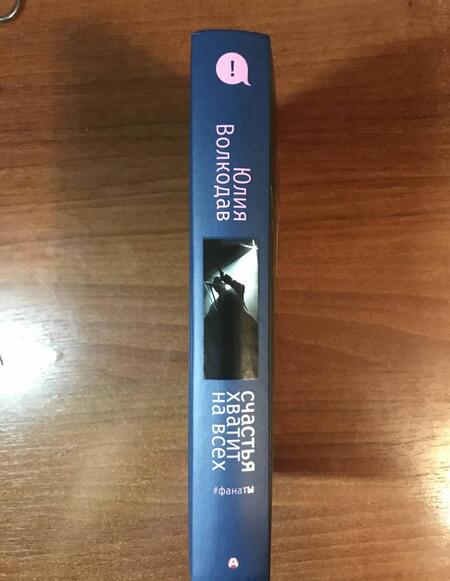 !
Юлия
Волкодав
счастья
хватит
на всех
#фанаты